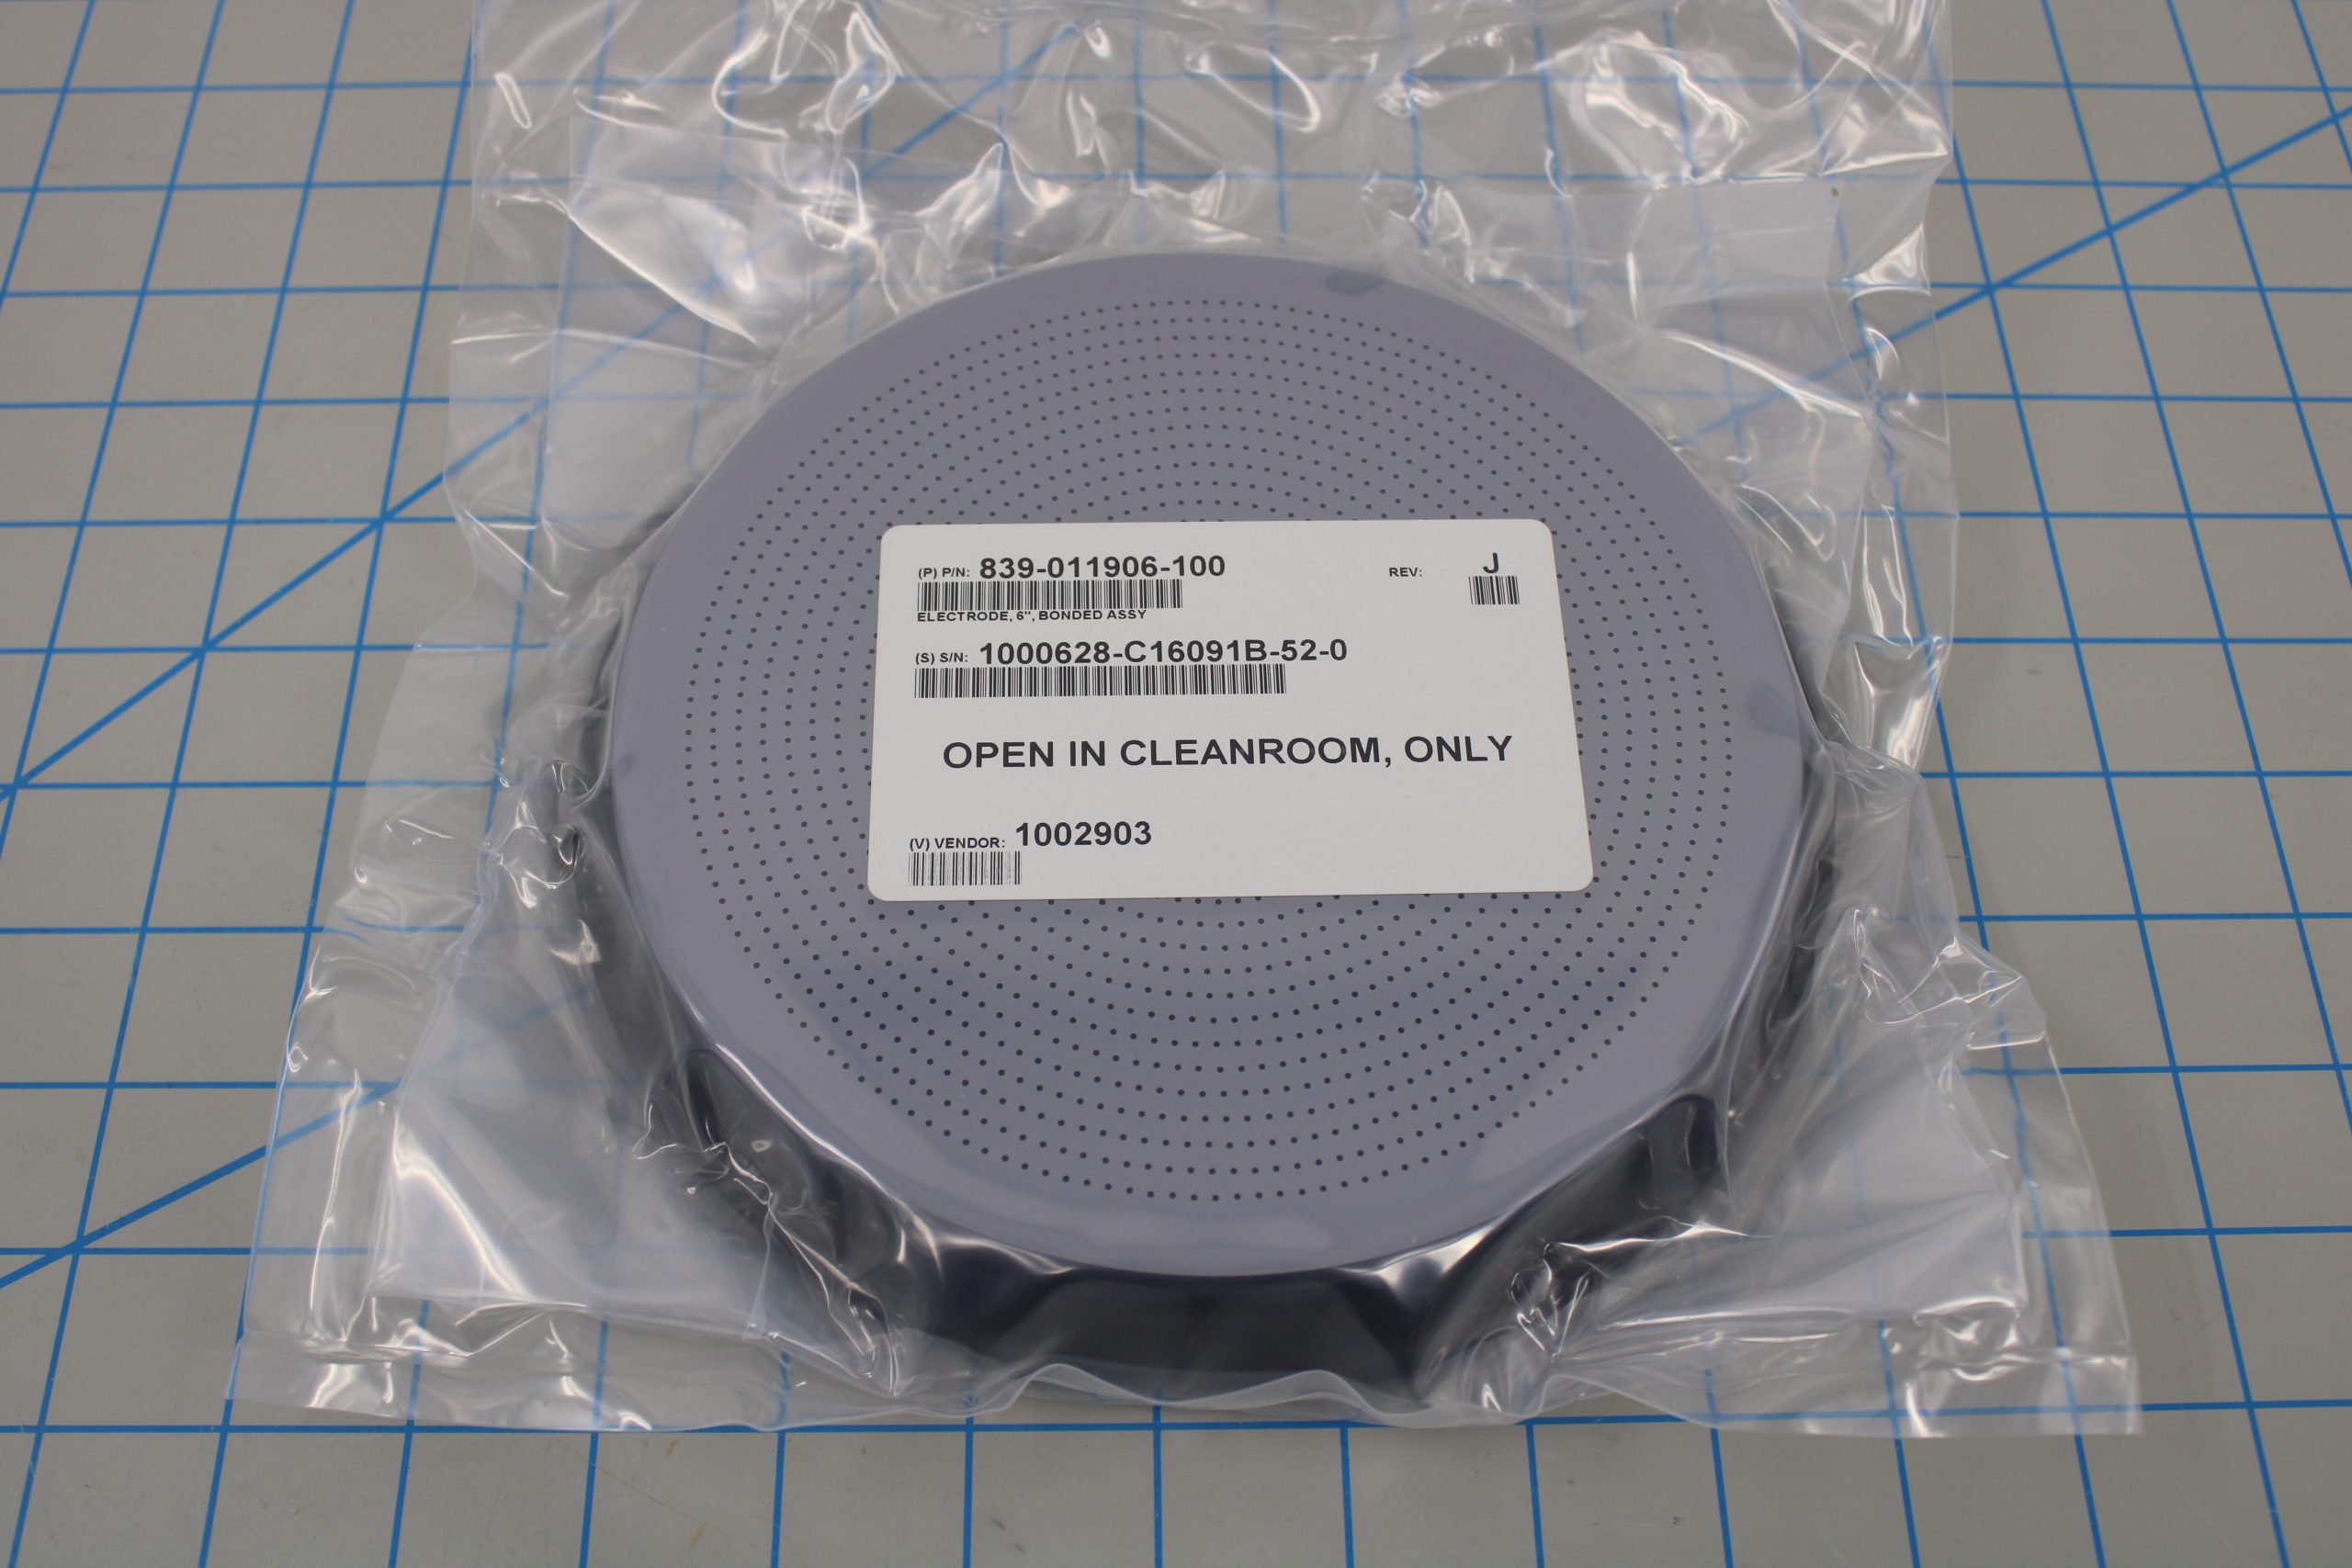 (P) P/N: 839-011906-100 REV: J
ELECTRODE, 6", BONDED ASSY
(S) S/N: 1000628-C16091B-52-0
OPEN IN CLEANROOM, ONLY
(V) VENDOR: 1002903